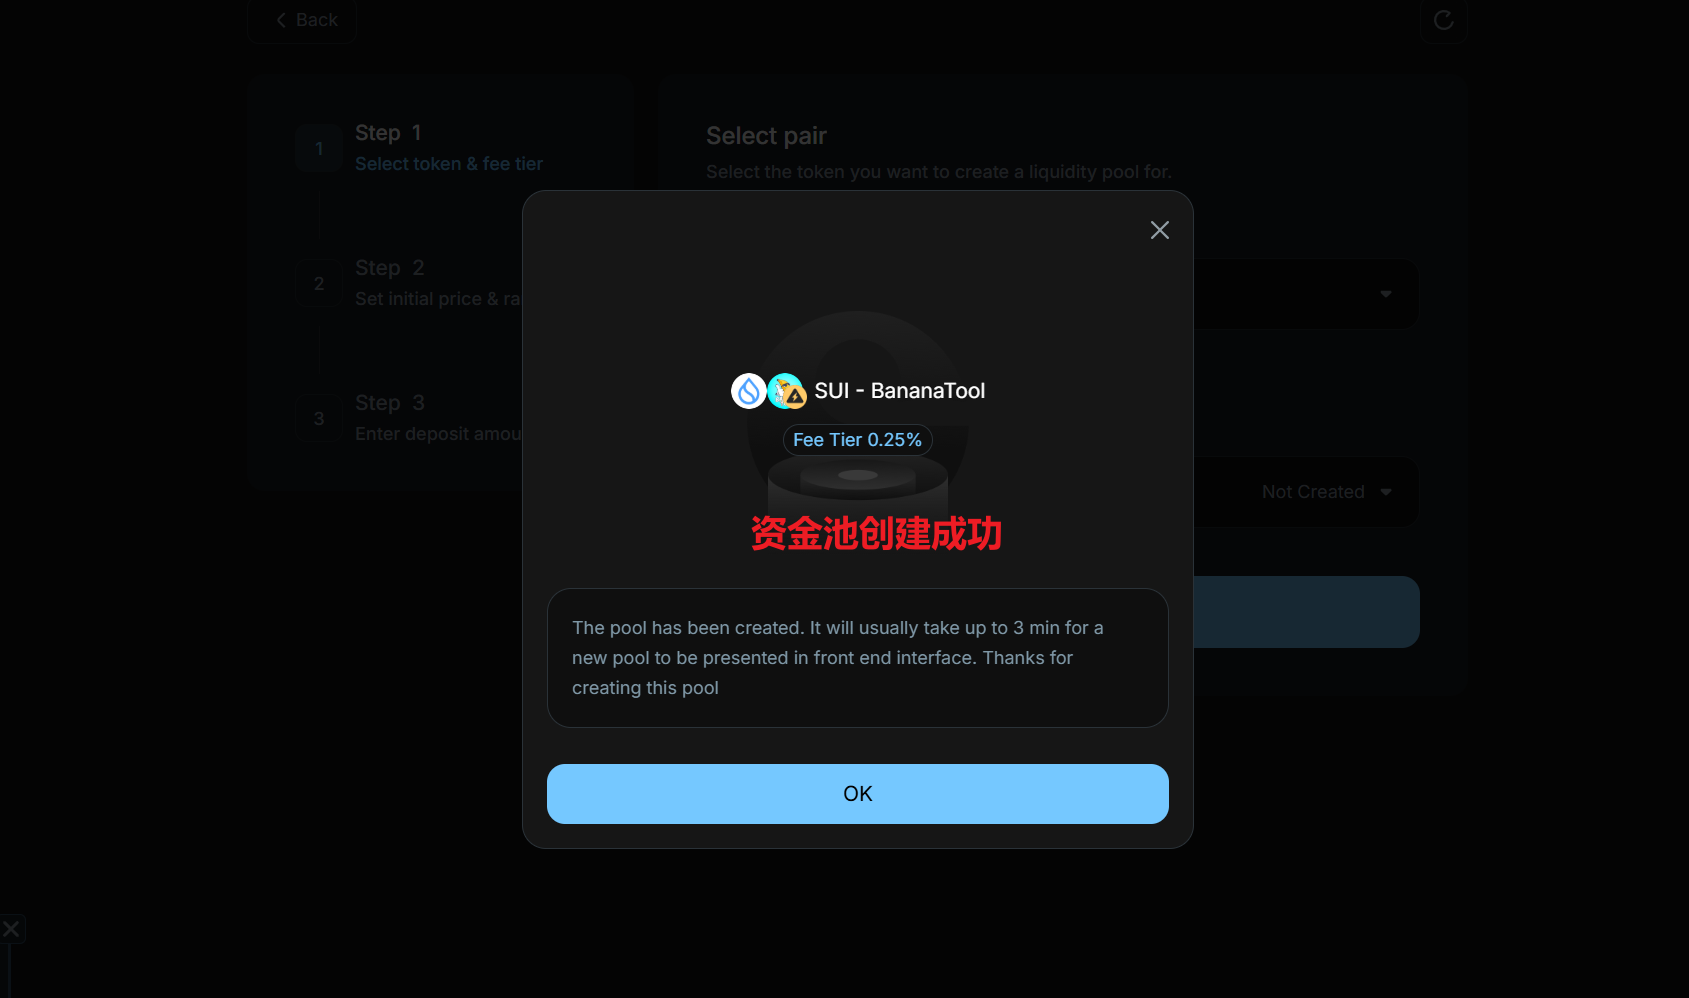 Back
1
Step 1
Select token & fee tier
2
Step 2
Set initial price & ra
3
Step 3
Enter deposit amou
Select pair
Select the token you want to create a liquidity pool for.
Not Created
SUI - BananaTool
Fee Tier 0.25%
资金池创建成功
The pool has been created. It will usually take up to 3 min for a
new pool to be presented in front end interface. Thanks for
creating this pool
OK